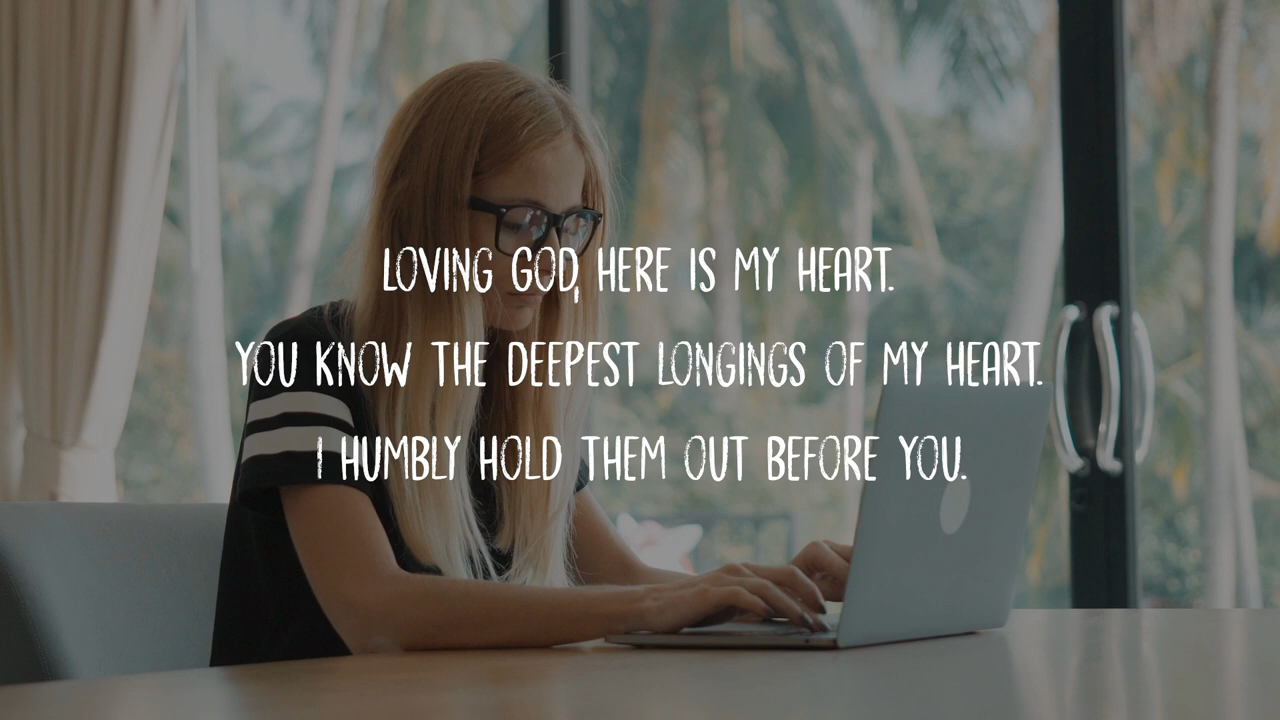 LOVING GOD, HERE IS MY HEART.
YOU KNOW THE DEEPEST LONGINGS OF MY HEART.
I HUMBLY HOLD THEM OUT BEFORE YOU.